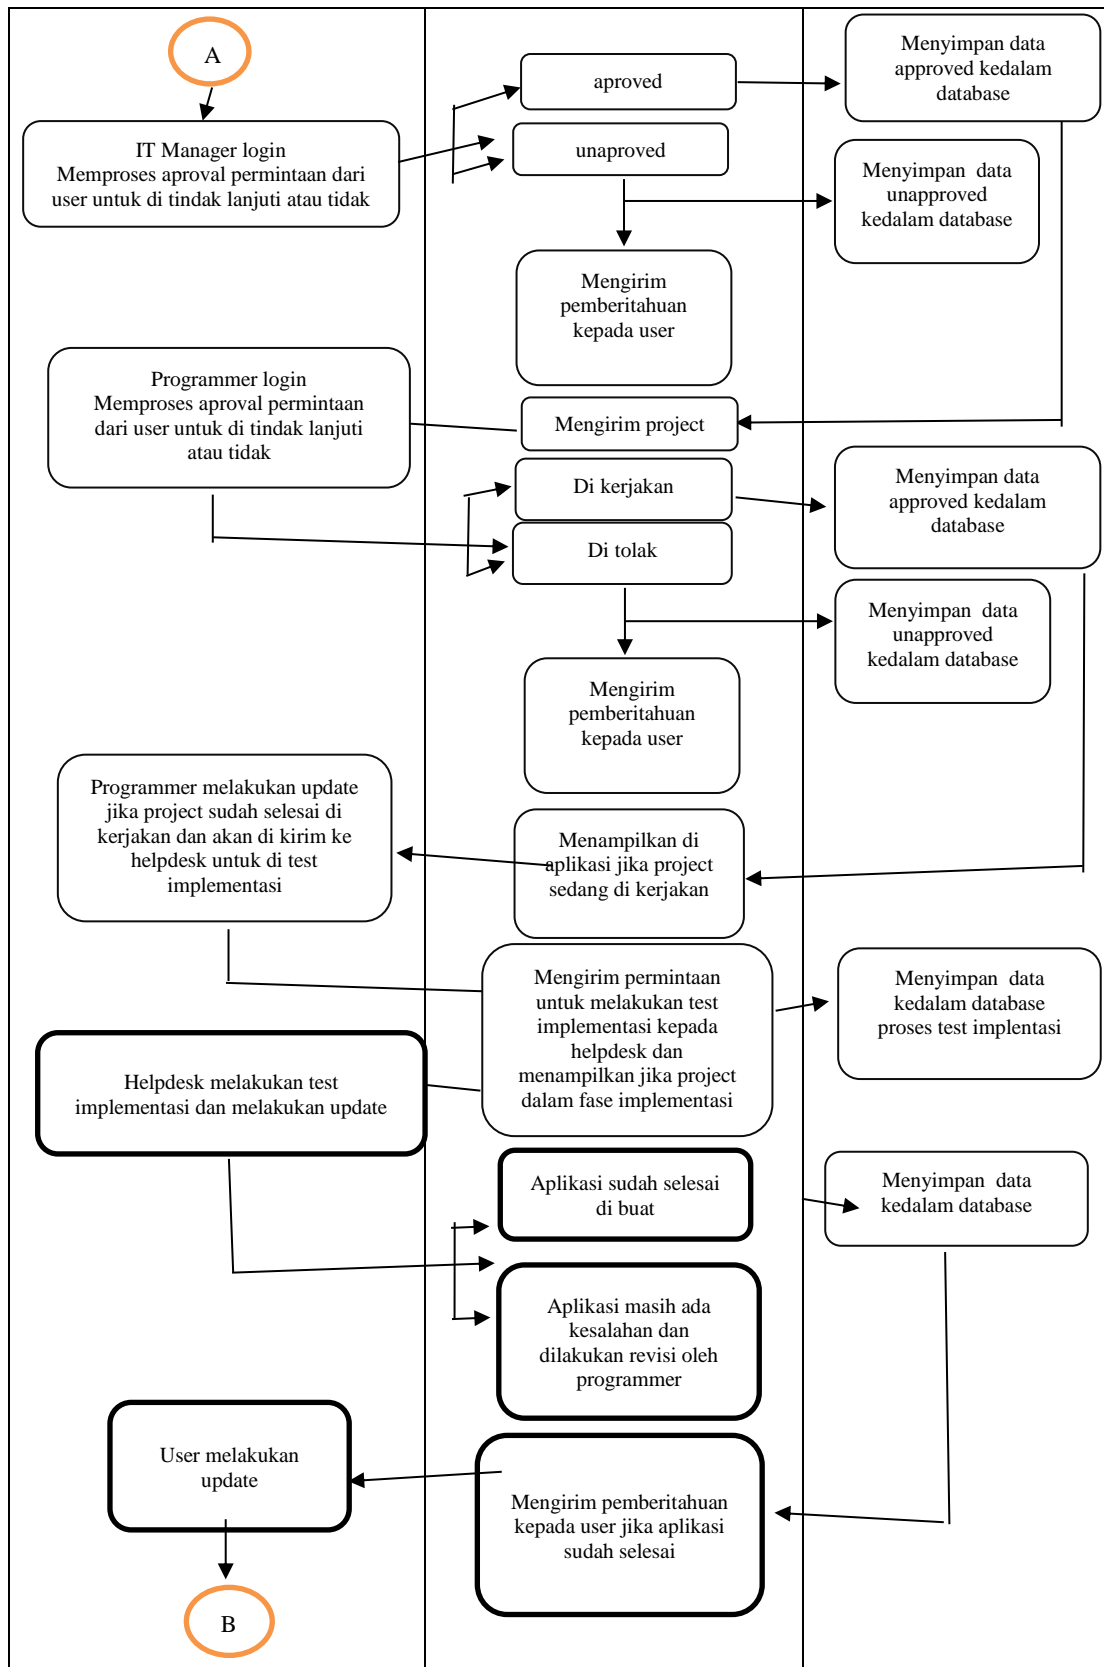 A
IT Manager login
Memproses aproval permintaan dari
user untuk di tindak lanjuti atau tidak
aproved
unaproved
Menyimpan data
approved kedalam
database
Menyimpan data
unapproved
kedalam database
Mengirim
pemberitahuan
kepada user
Programmer login
Memproses aproval permintaan
dari user untuk di tindak lanjuti
atau tidak
Mengirim project
Di kerjakan
Di tolak
Menyimpan data
approved kedalam
database
Menyimpan data
unapproved
kedalam database
Mengirim
pemberitahuan
kepada user
Programmer melakukan update
jika project sudah selesai di
kerjakan dan akan di kirim ke
helpdesk untuk di test
implementasi
Menampilkan di
aplikasi jika project
sedang di kerjakan
Mengirim permintaan
untuk melakukan test
implementasi kepada
helpdesk dan
menampilkan jika project
dalam fase implementasi
Menyimpan data
kedalam database
proses test implentasi
Helpdesk melakukan test
implementasi dan melakukan update
Aplikasi sudah selesai
di buat
Menyimpan data
kedalam database
Aplikasi masih ada
kesalahan dan
dilakukan revisi oleh
programmer
User melakukan
update
Mengirim pemberitahuan
kepada user jika aplikasi
sudah selesai
B